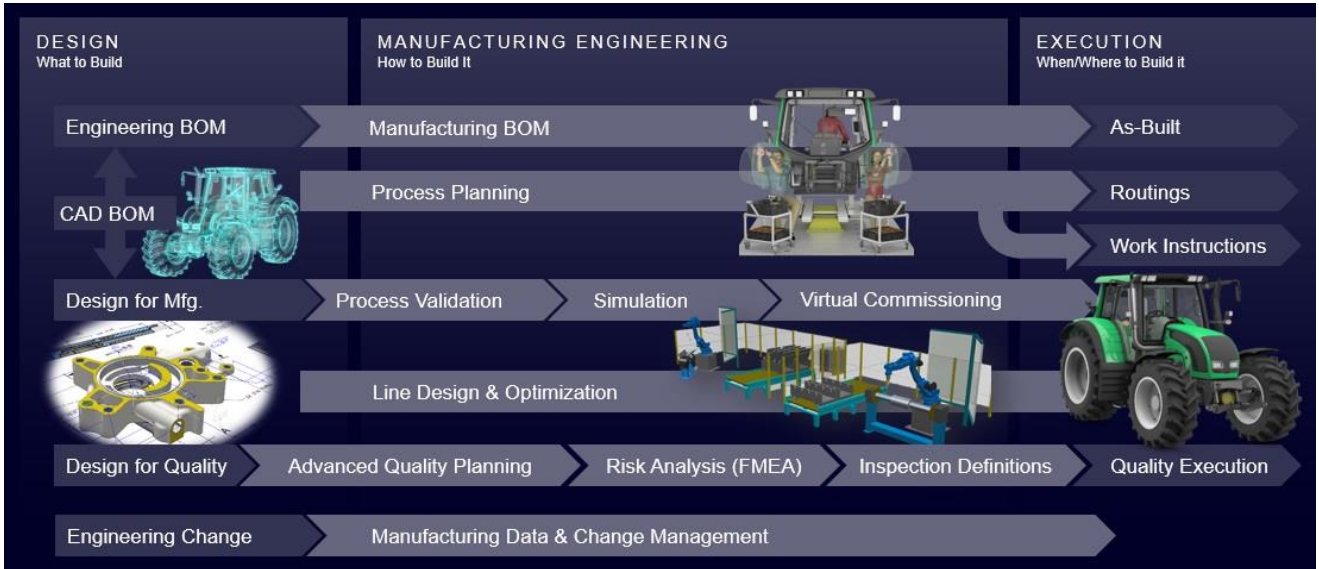 DESIGN
What to Build
MANUFACTURING ENGINEERING
How to Build It
EXECUTION
When/Where to Build it
Engineering BOM
Manufacturing BOM
As-Built
CAD BOM
Process Planning
Routings
Work Instructions
Design for Mfg.
Process Validation
Simulation
Virtual Commissioning
Line Design & Optimization
Design for Quality
Advanced Quality Planning
Risk Analysis (FMEA)
Inspection Definitions
Quality Execution
Engineering Change
Manufacturing Data & Change Management